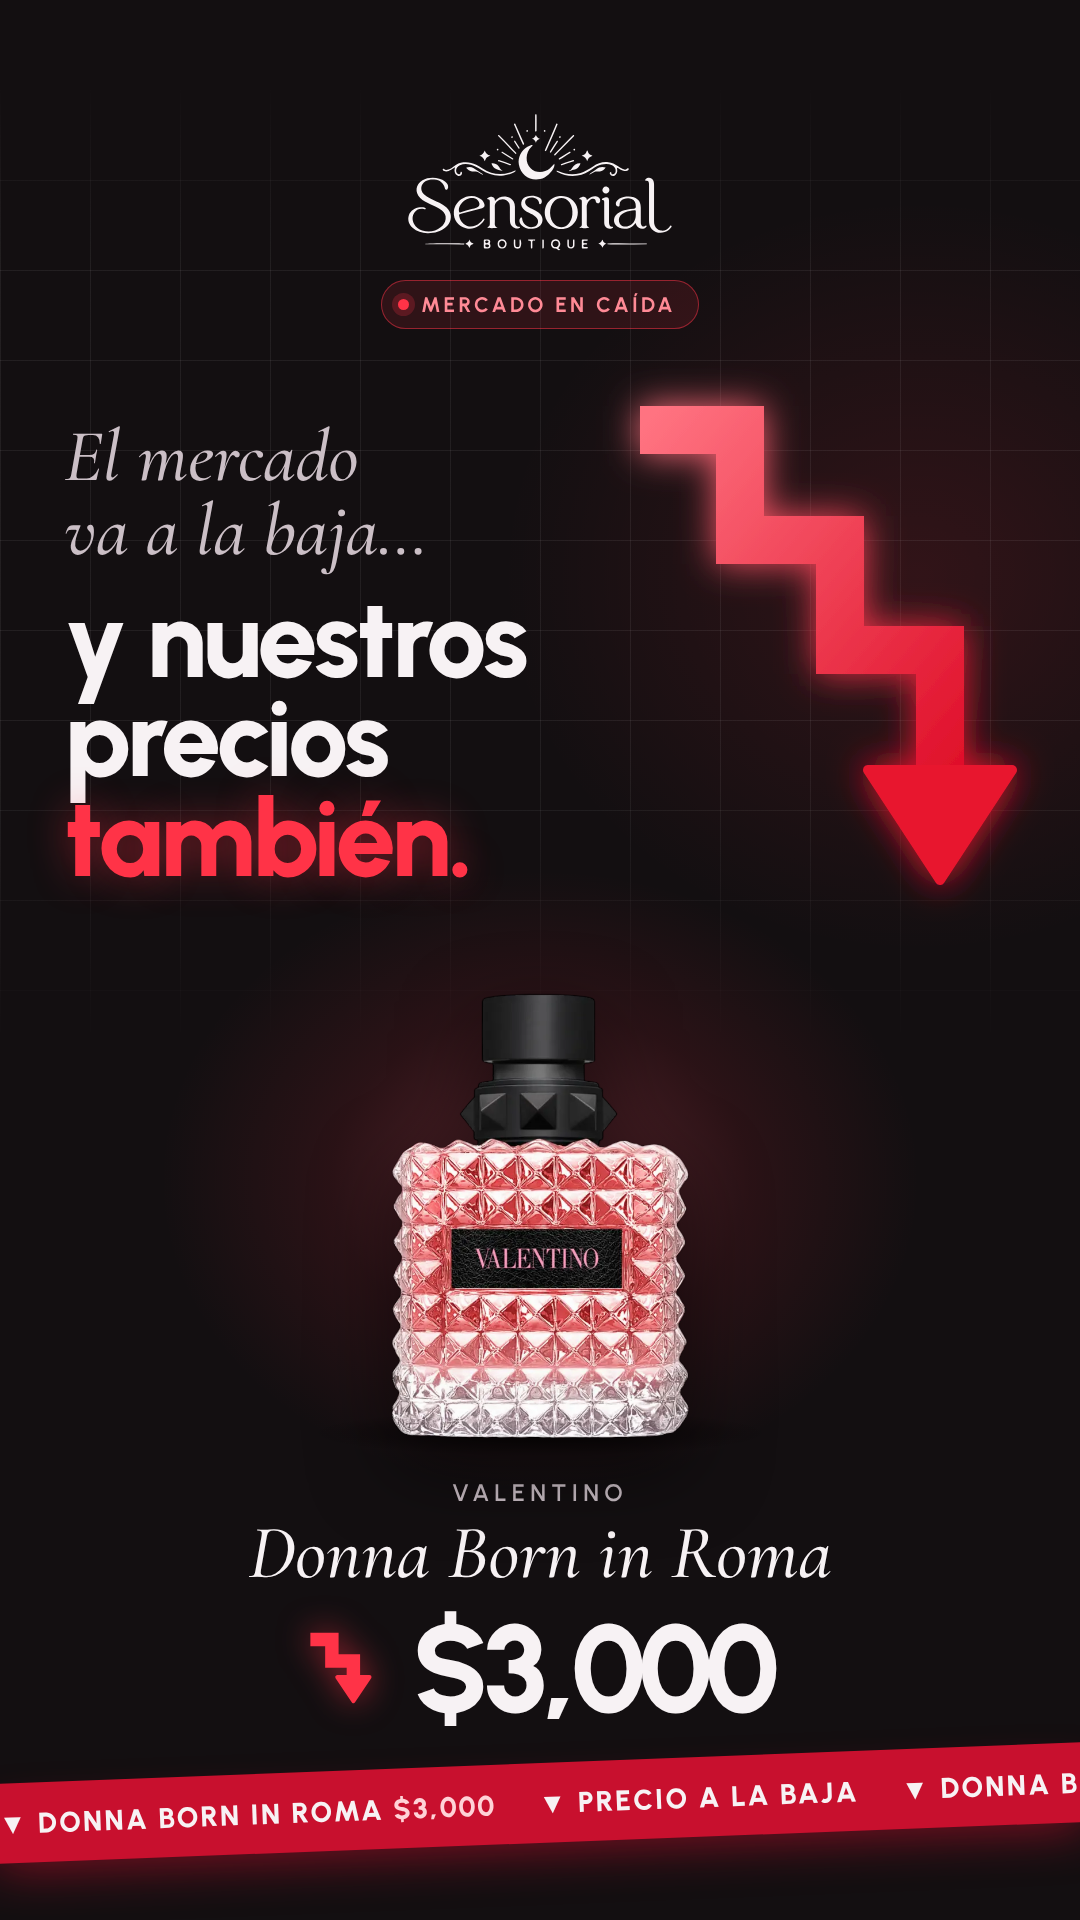 Sensorial
BOUTIQUE
MERCADO EN CAÍDA
El mercado
va a la baja...
y nuestros
precios
también.
VALENTINO
VALENTINO
Donna Born in Roma
$3,000
▼ DONNA BORN IN ROMA $3,000 ▼ PRECIO A LA BAJA ▼ DONNA B